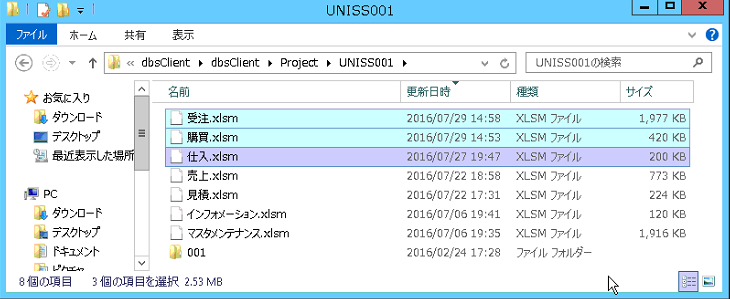 UNISS001
ファイル ホーム 共有 表示
« dbsClient › dbsClient › Project › UNISS001 › UNISS001の検索
名前 更新日時 種類 サイズ
お気に入り
ダウンロード
デスクトップ
最近表示した場所
PC
ダウンロード
デスクトップ
ドキュメント
ピクチャ
受注.xlsm 2016/07/29 14:58 XLSM ファイル 1,977 KB
購買.xlsm 2016/07/29 14:53 XLSM ファイル 420 KB
仕入.xlsm 2016/07/27 19:47 XLSM ファイル 200 KB
売上.xlsm 2016/07/22 18:58 XLSM ファイル 773 KB
見積.xlsm 2016/07/22 17:31 XLSM ファイル 224 KB
インフォメーション.xlsm 2016/07/06 19:41 XLSM ファイル 120 KB
マスタメンテナンス.xlsm 2016/07/06 19:35 XLSM ファイル 1,916 KB
001 2016/02/24 17:28 ファイル フォルダー
8 個の項目 3 個の項目を選択 2.53 MB